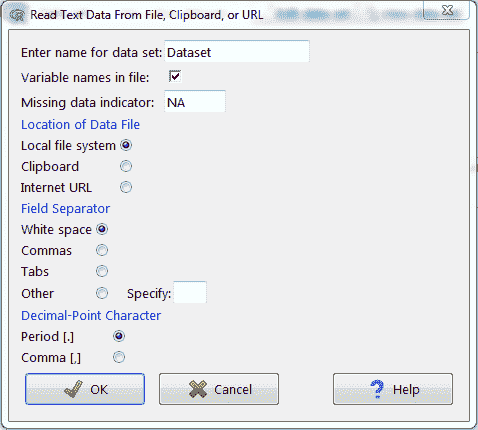 Read Text Data From File, Clipboard, or URL
Enter name for data set: Dataset
Variable names in file:
Missing data indicator: NA
Location of Data File
Local file system
Clipboard
Internet URL
Field Separator
White space
Commas
Tabs
Other Specify:
Decimal-Point Character
Period [.]
Comma [,]
OK Cancel Help